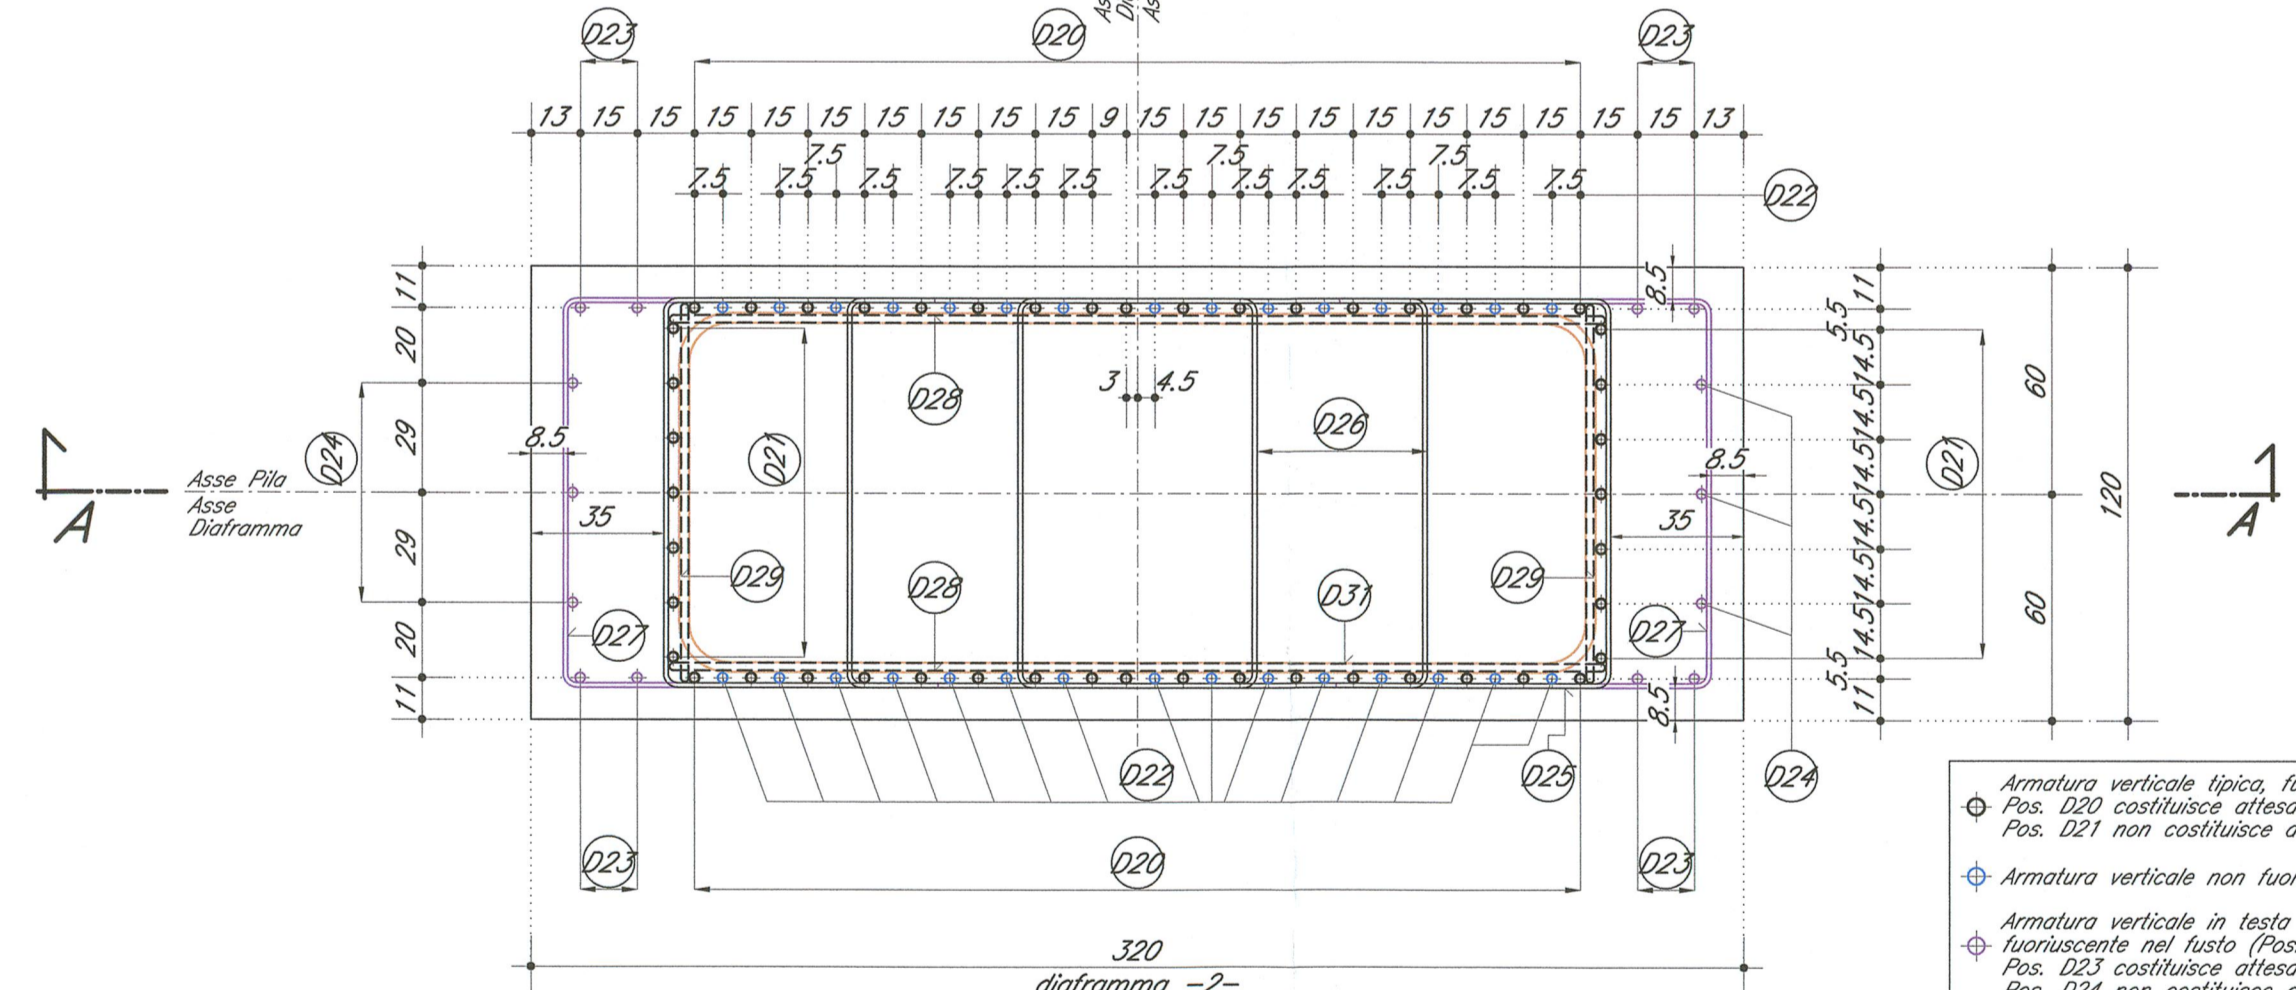 D23 D20 D23
13 15 15 15 15 15 15 15 15 15 9 15 15 15 15 15 15 15 15 15 15 13
7.5 7.5 7.5
7.5 7.5 7.5 7.5 7.5 7.5 7.5 7.5 7.5 7.5 7.5 7.5
D22
8.5
11 20 29 29 20 11
D24
8.5
Asse Pila
Asse
Diaframma
A
35
D28
3 4.5
D26
D21
D29
D28
D31
D29
D27
D27
8.5
35
8.5
11 5.5 14.5 14.5 14.5 14.5 14.5 14.5 5.5 11
D21
60
60
120
A
D22
D25
D24
D23 D20 D23
320
diaframma -2-
Armatura verticale tipica,
Pos. D20 costituisce
Pos. D21 non costituisce
Armatura verticale non
Armatura verticale in testa
fuoriuscente nel fusto
Pos. D23 costituisce
Pos. D24 non costituisce